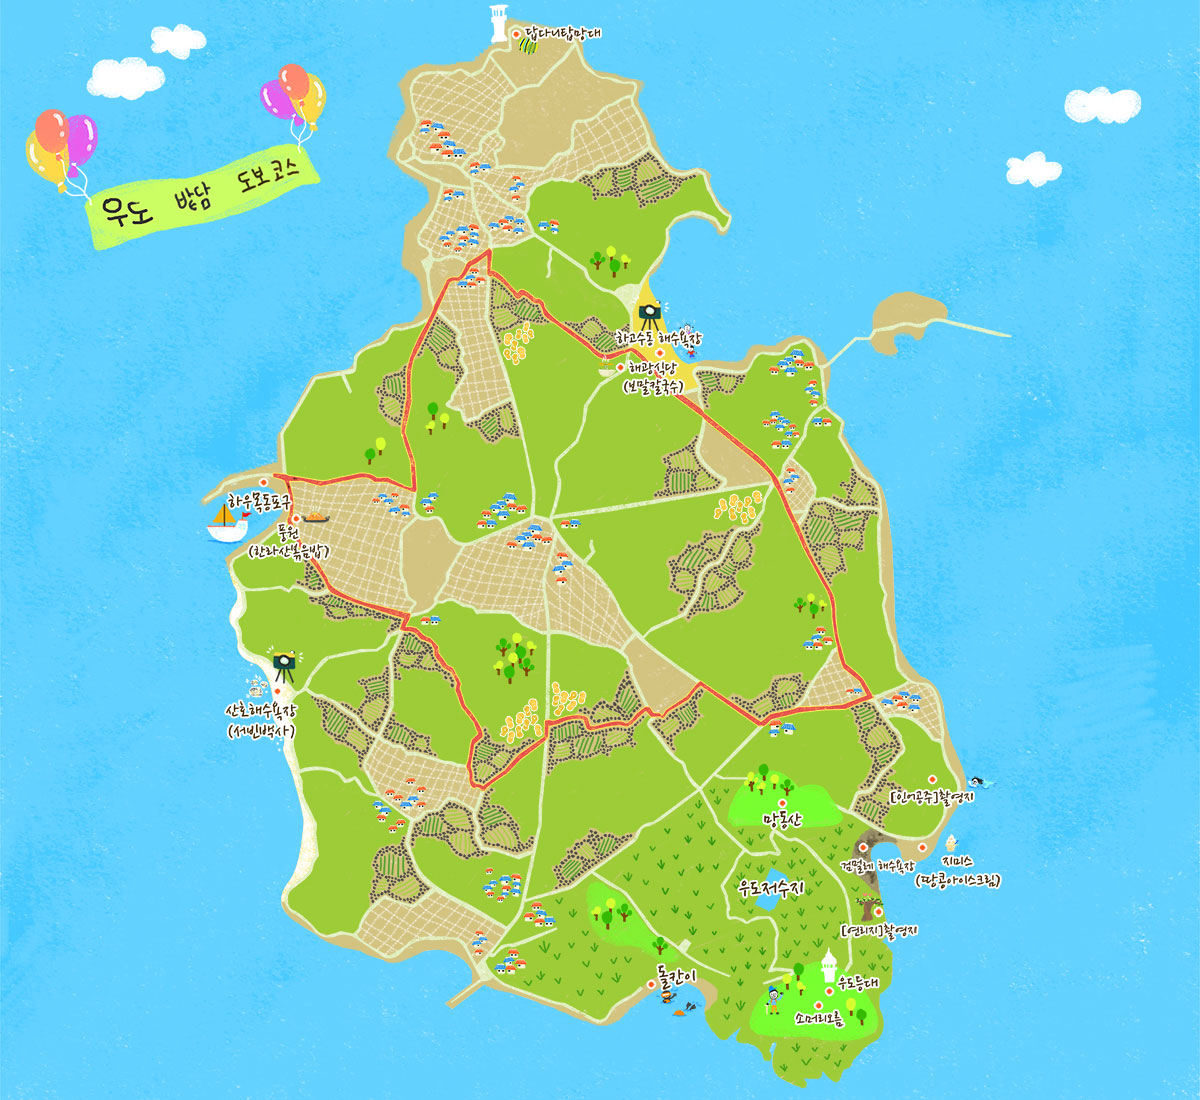 답다니탑망대
우도 밭담 도보 코스
하고수동 해수욕장
해광식당
(보말칼국수)
하우목동포구
풍원
(한라산볶음밥)
산호해수욕장
(서빈백사)
[인어공주]촬영지
망동산
검멀레 해수욕장
지미스
(땅콩아이스크림)
우도저수지
[연리지]촬영지
돌칸이
우도등대
소머리오름